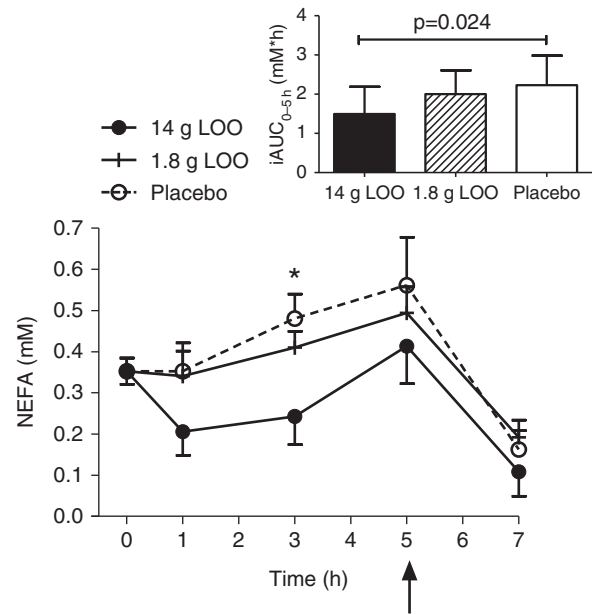 4
3
2
1
0
iAUC0–5 h (mM*h)
p=0.024
14 g LOO 1.8 g LOO Placebo
14 g LOO
1.8 g LOO
Placebo
0.7
0.6
0.5
0.4
0.3
0.2
0.1
0.0
NEFA (mM)
*
0 1 2 3 4 5 6 7
Time (h)